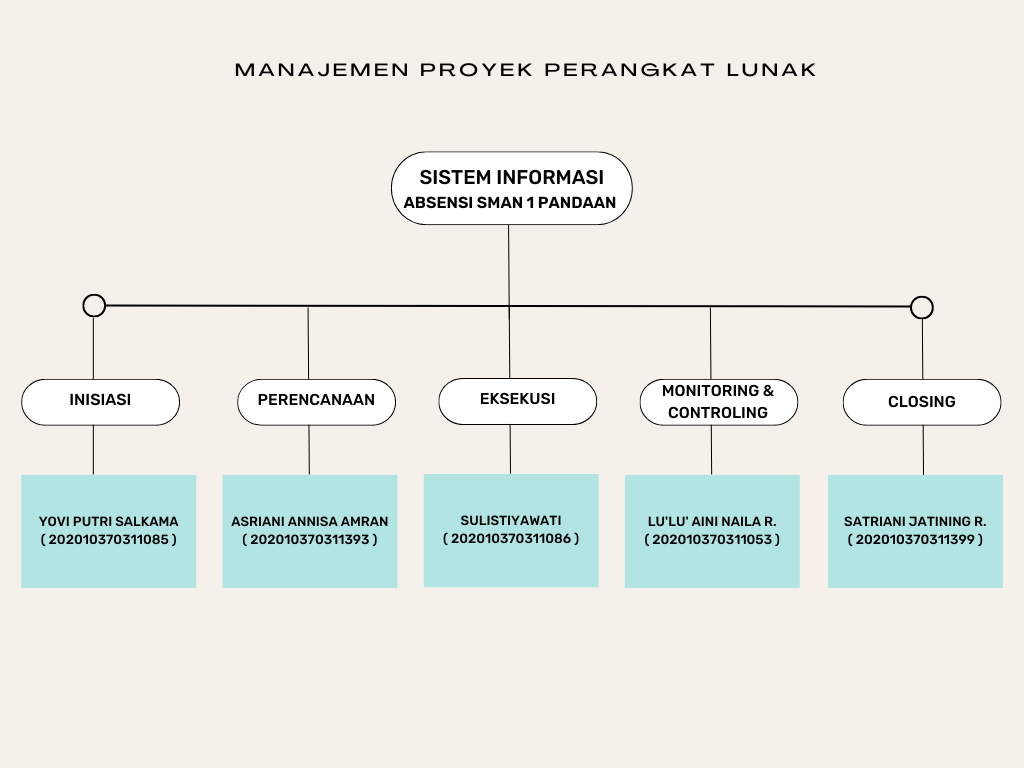 MANAJEMEN PROYEK PERANGKAT LUNAK
SISTEM INFORMASI
ABSENSI SMAN 1 PANDAAN
INISIASI
PERENCANAAN
EKSEKUSI
MONITORING &
CONTROLING
CLOSING
YOVI PUTRI SALKAMA
( 202010370311085 )
ASRIANI ANNISA AMRAN
( 202010370311393 )
SULISTIYAWATI
( 202010370311086 )
LU'LU' AINI NAILA R.
( 202010370311053 )
SATRIANI JATINING R.
( 202010370311399 )